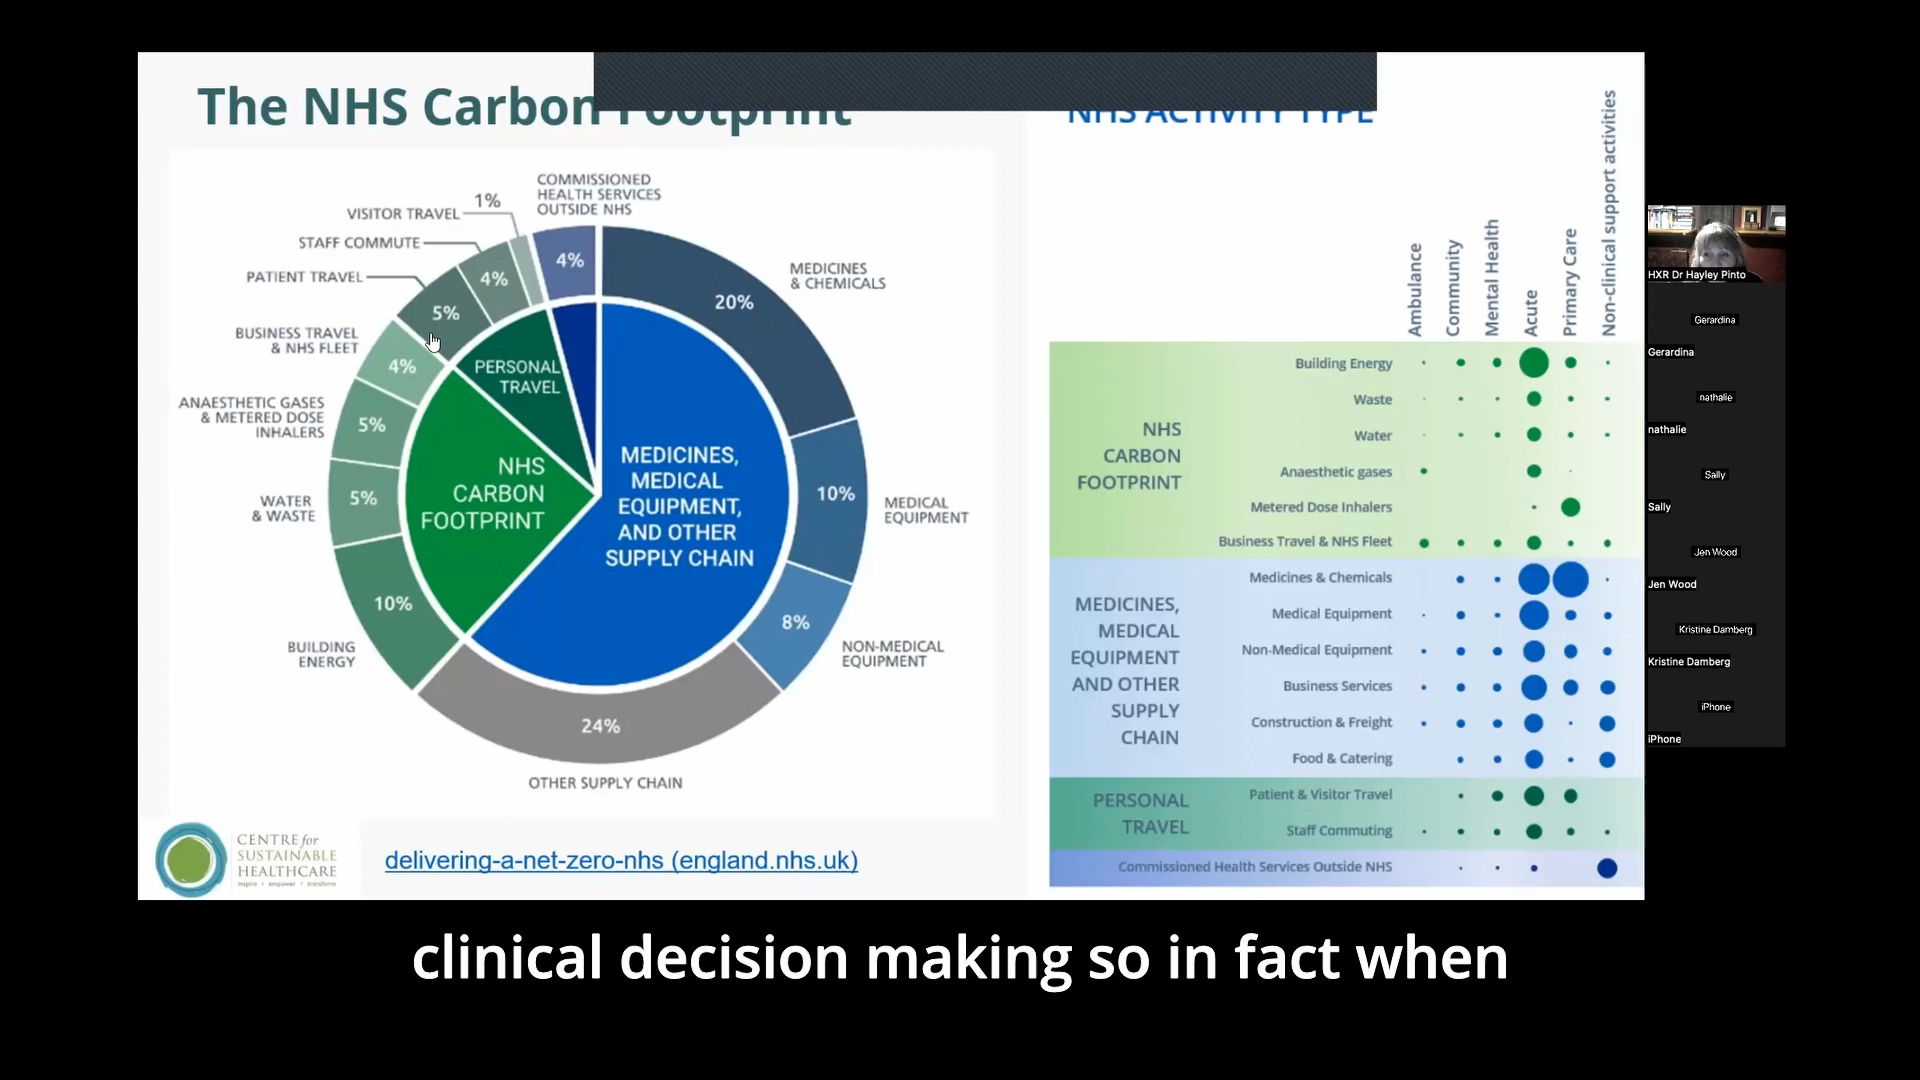 The NHS Carbon Footprint
COMMISSIONED
HEALTH SERVICES
OUTSIDE NHS
1%
VISITOR TRAVEL
STAFF COMMUTE
PATIENT TRAVEL
BUSINESS TRAVEL
& NHS FLEET
ANAESTHETIC GASES
& METERED DOSE
INHALERS
WATER
& WASTE
BUILDING
ENERGY
4%
4%
5%
4%
5%
5%
10%
24%
OTHER SUPPLY CHAIN
20%
MEDICINES
& CHEMICALS
10%
MEDICAL
EQUIPMENT
8%
NON-MEDICAL
EQUIPMENT
PERSONAL
TRAVEL
NHS
CARBON
FOOTPRINT
MEDICINES,
MEDICAL
EQUIPMENT,
AND OTHER
SUPPLY CHAIN
CENTRE for
SUSTAINABLE
HEALTHCARE
inspire • empower • transform
delivering-a-net-zero-nhs (england.nhs.uk)
NHS ACTIVITY TYPE
Ambulance
Community
Mental Health
Acute
Primary Care
Non-clinical support activities
NHS
CARBON
FOOTPRINT
Building Energy
Waste
Water
Anaesthetic gases
Metered Dose Inhalers
Business Travel & NHS Fleet
MEDICINES,
MEDICAL
EQUIPMENT
AND OTHER
SUPPLY
CHAIN
Medicines & Chemicals
Medical Equipment
Non-Medical Equipment
Business Services
Construction & Freight
Food & Catering
PERSONAL
TRAVEL
Patient & Visitor Travel
Staff Commuting
Commissioned Health Services Outside NHS
HXR Dr Hayley Pinto
Gerardina
Gerardina
nathalie
nathalie
Sally
Sally
Jen Wood
Jen Wood
Kristine Damberg
Kristine Damberg
iPhone
iPhone
clinical decision making so in fact when